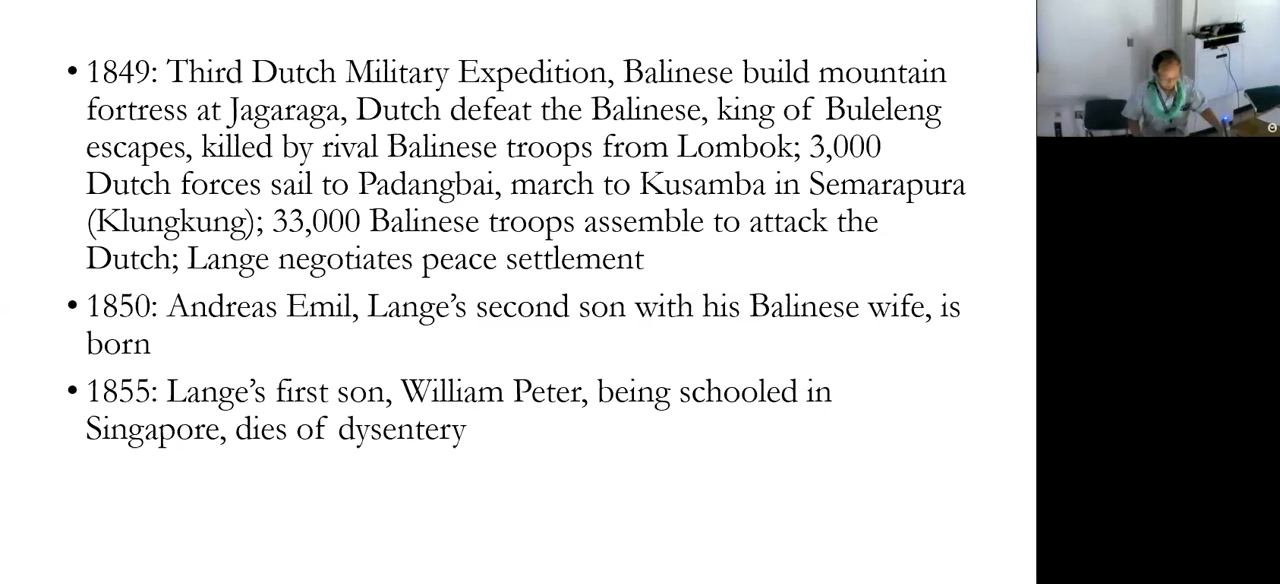 • 1849: Third Dutch Military Expedition, Balinese build mountain
fortress at Jagaraga, Dutch defeat the Balinese, king of Buleleng
escapes, killed by rival Balinese troops from Lombok; 3,000
Dutch forces sail to Padangbai, march to Kusamba in Semarapura
(Klungkung); 33,000 Balinese troops assemble to attack the
Dutch; Lange negotiates peace settlement
• 1850: Andreas Emil, Lange’s second son with his Balinese wife, is
born
• 1855: Lange’s first son, William Peter, being schooled in
Singapore, dies of dysentery